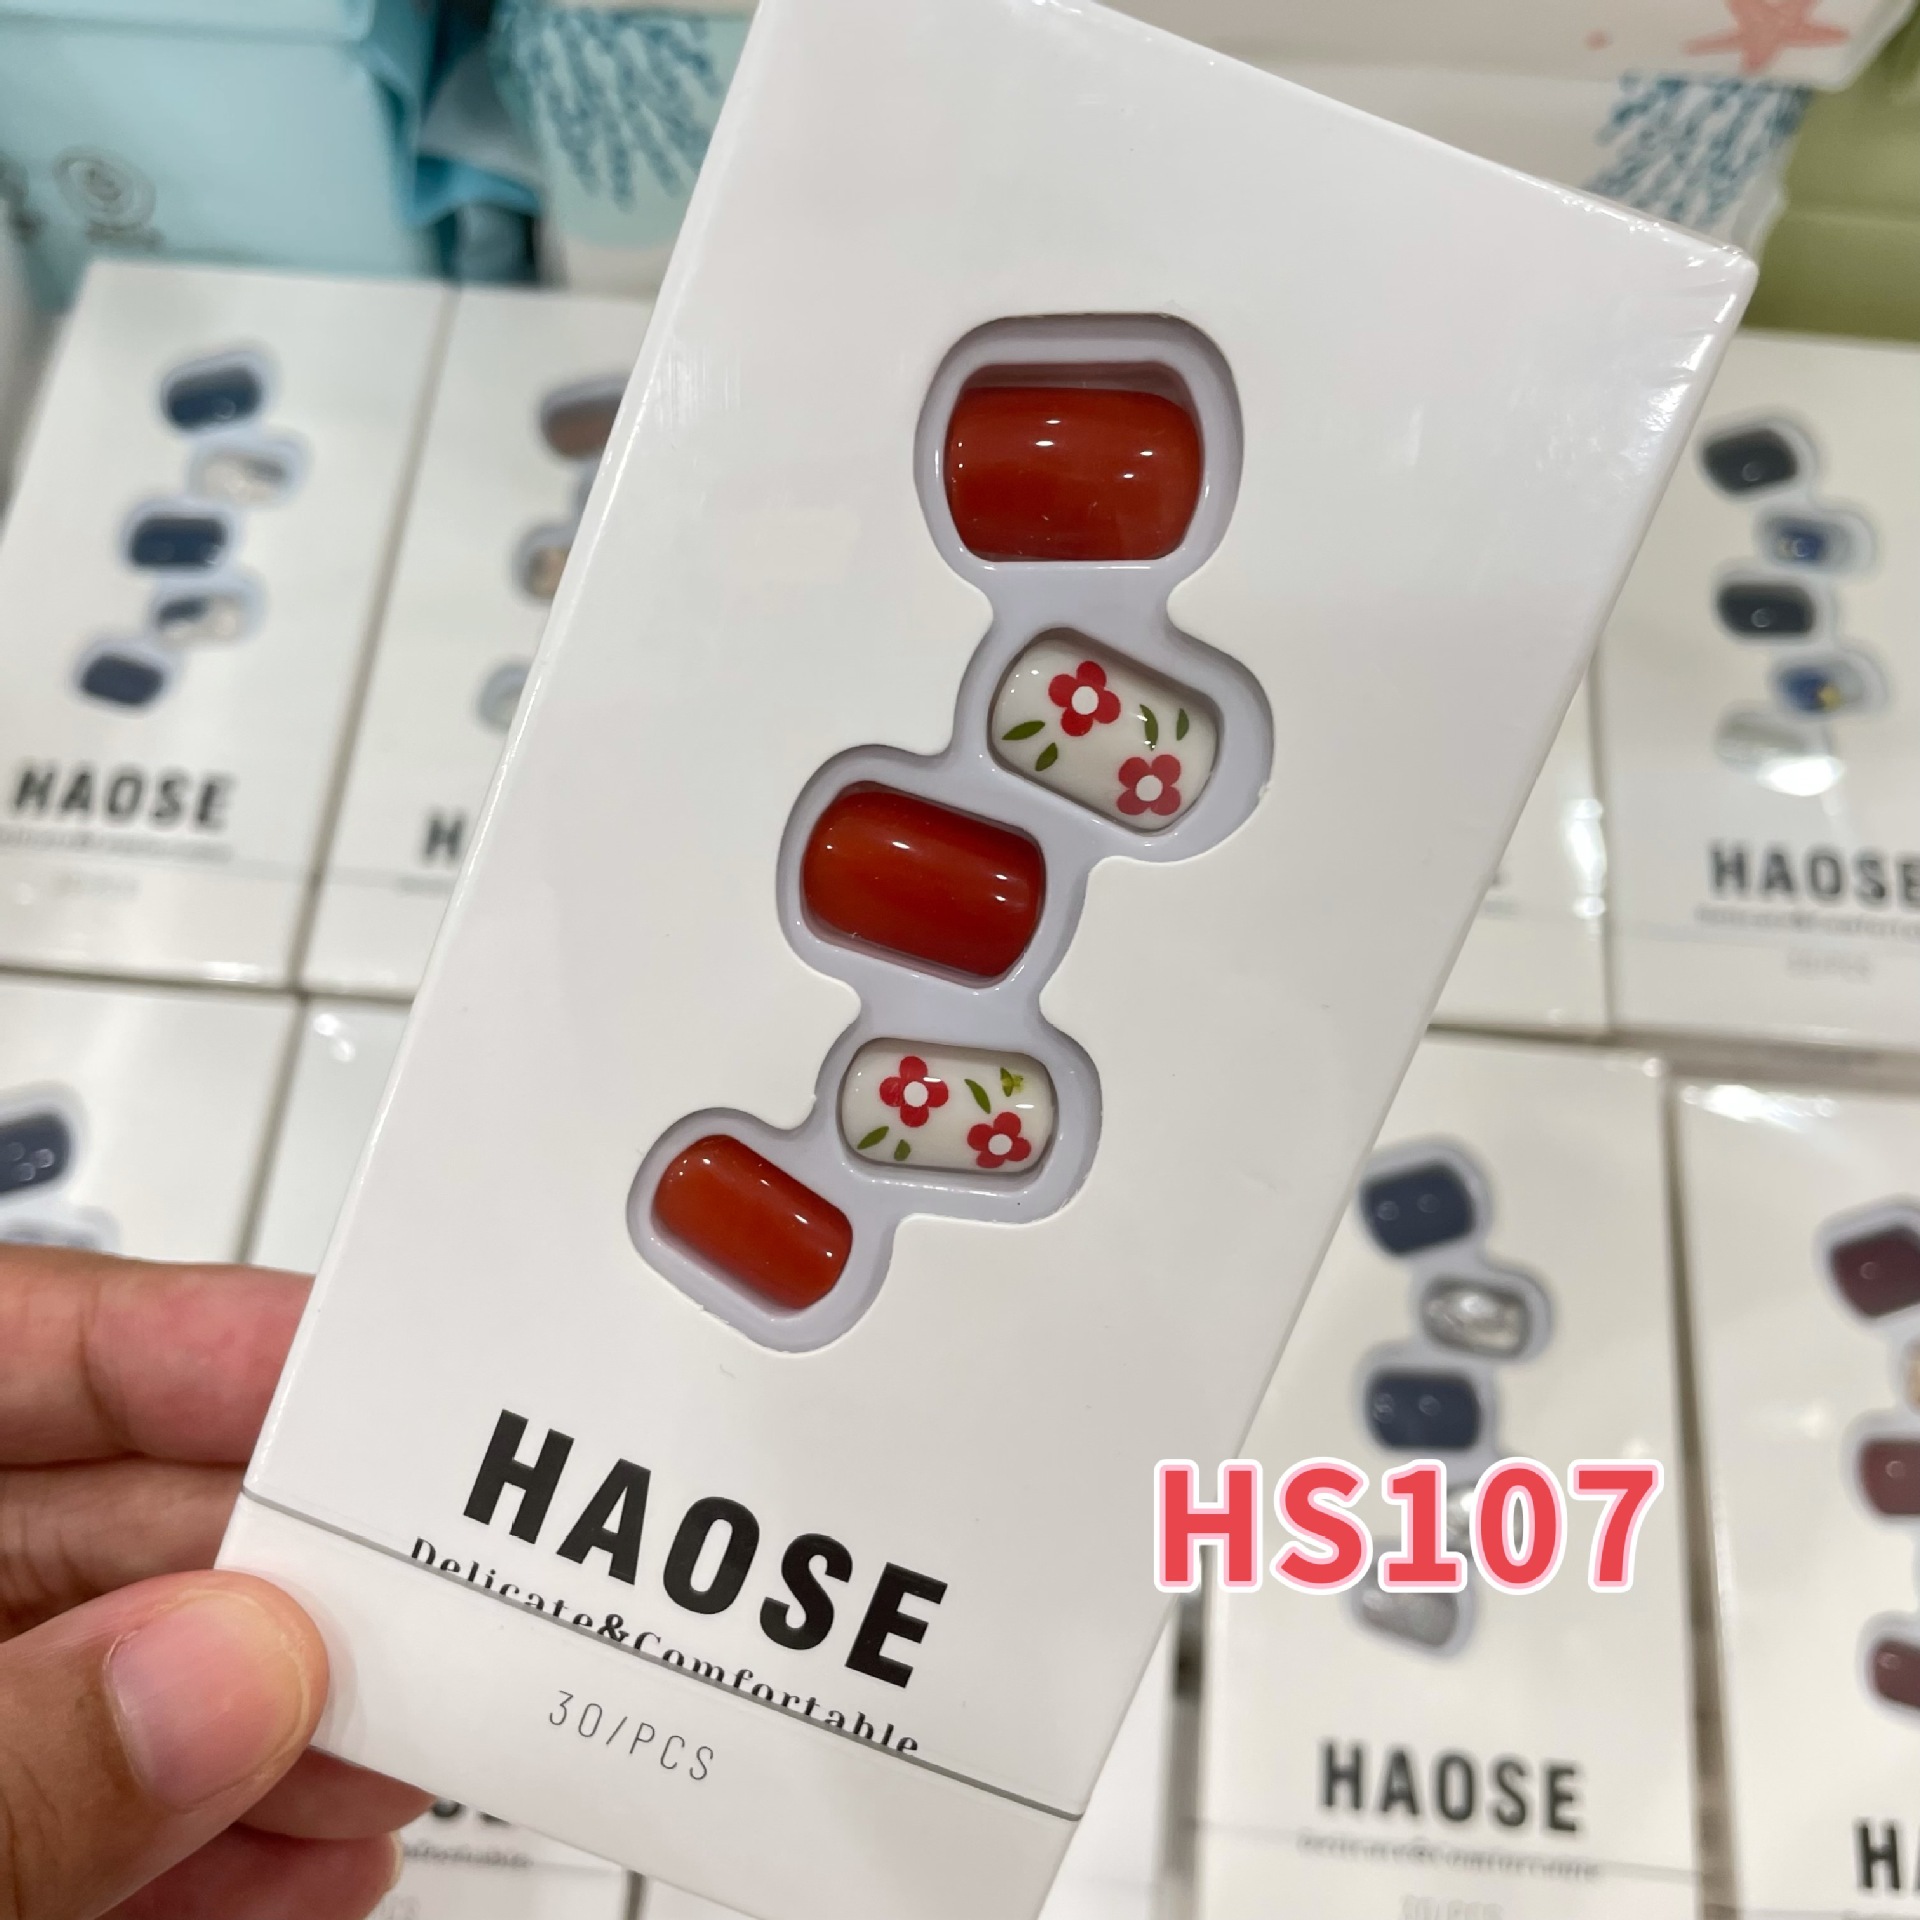 HAOSE
H
HAOSE
HS107
HAOSE
Delicate&Comfortable
30/PCS
HAOSE